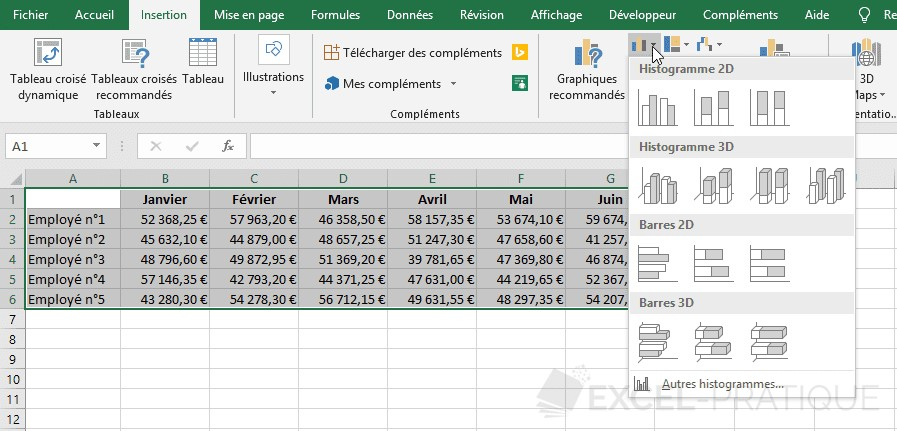 Fichier Accueil Insertion Mise en page Formules Données Révision Affichage Développeur Compléments Aide Re
Tableau croisé dynamique
Tableaux croisés recommandés
Tableau
Tableaux
Illustrations
Télécharger des compléments
Mes compléments
Compléments
Graphiques recommandés
3D
Maps
entatio...
A1
fx
Histogramme 2D
Histogramme 3D
Barres 2D
Barres 3D
Autres histogrammes...
A B C D E F G
1 Janvier Février Mars Avril Mai Juin
2 Employé n°1 52 368,25 € 57 963,20 € 46 358,50 € 58 157,35 € 53 674,10 € 59 674,
3 Employé n°2 45 632,10 € 44 879,00 € 48 657,25 € 51 247,30 € 47 658,60 € 41 257,
4 Employé n°3 48 796,60 € 49 872,95 € 51 369,20 € 39 781,65 € 47 369,80 € 46 874,
5 Employé n°4 57 146,35 € 42 793,20 € 44 371,25 € 47 631,00 € 44 219,65 € 52 367,
6 Employé n°5 43 280,30 € 54 278,30 € 56 712,15 € 49 631,55 € 48 297,35 € 54 207,
7
8
9
10
11
12
EXCEL-PRATIQUE